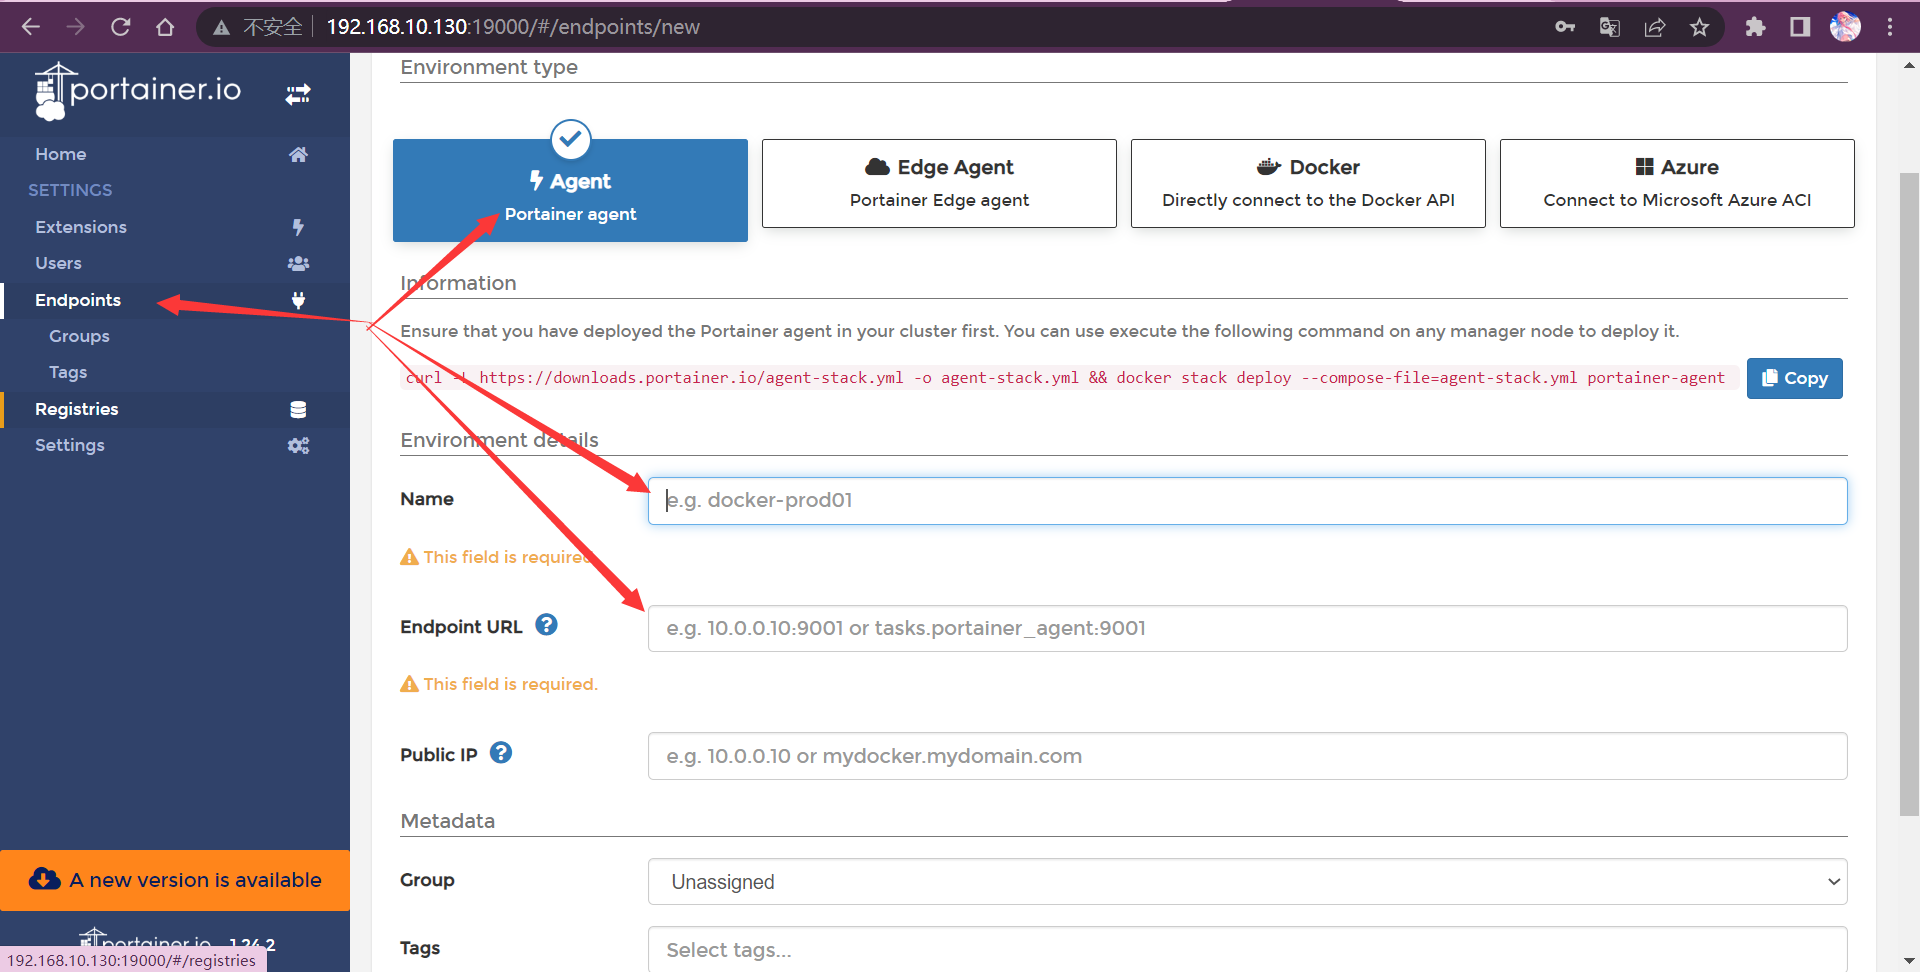 不安全 192.168.10.130:19000/#/endpoints/new
portainer.io
Home
SETTINGS
Extensions
Users
Endpoints
Groups
Tags
Registries
Settings
A new version is available
portainer.io 1.24.2
192.168.10.130:19000/#/registries
Environment type
Agent
Portainer agent
Edge Agent
Portainer Edge agent
Docker
Directly connect to the Docker API
Azure
Connect to Microsoft Azure ACI
Information
Ensure that you have deployed the Portainer agent in your cluster first. You can use execute the following command on any manager node to deploy it.
curl -L https://downloads.portainer.io/agent-stack.yml -o agent-stack.yml && docker stack deploy --compose-file=agent-stack.yml portainer-agent
Copy
Environment details
Name
e.g. docker-prod01
This field is required.
Endpoint URL
e.g. 10.0.0.10:9001 or tasks.portainer_agent:9001
This field is required.
Public IP
e.g. 10.0.0.10 or mydocker.mydomain.com
Metadata
Group
Unassigned
Tags
Select tags...